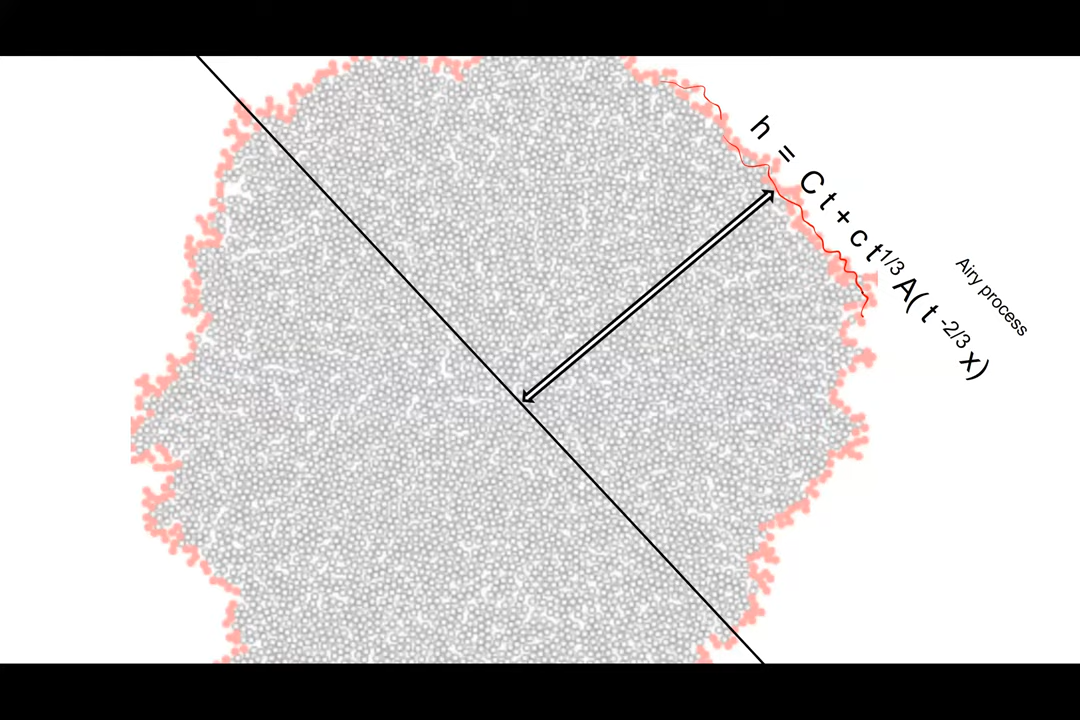 h = C t + c t^1/3 A( t^-2/3 x)
Airy process